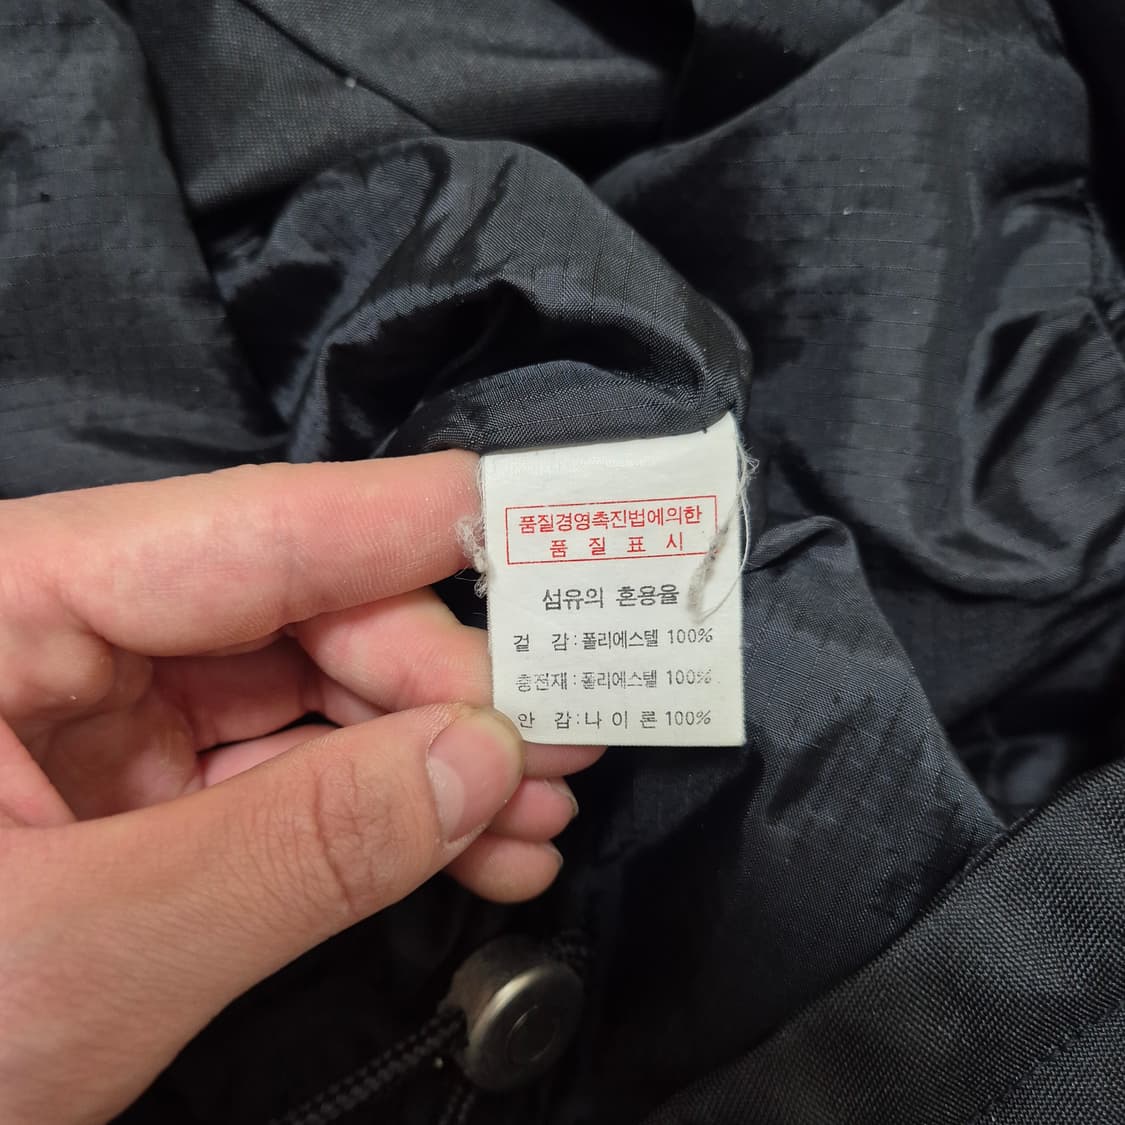 품질경영촉진법에의한
품 질 표 시
섬유의 혼용율
겉 감 : 폴리에스텔 100%
충전재 : 폴리에스텔 100%
안 감 : 나 이 론 100%